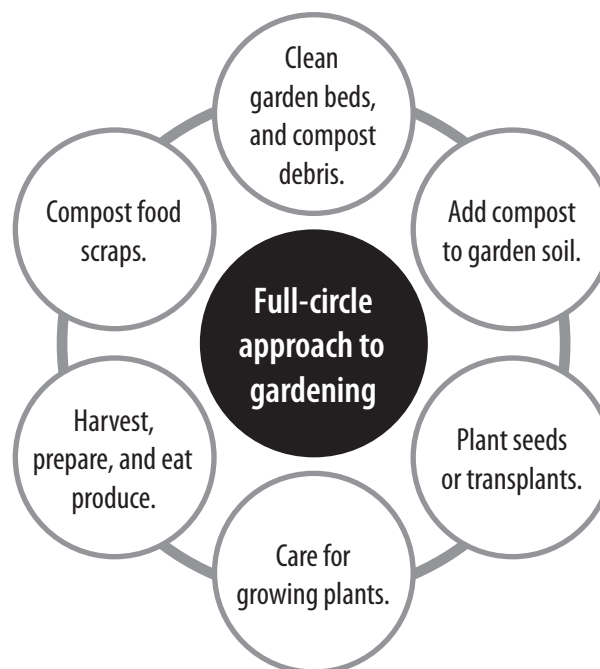 Clean
garden beds,
and compost
debris.
Add compost
to garden soil.
Plant seeds
or transplants.
Care for
growing plants.
Harvest,
prepare, and eat
produce.
Compost food
scraps.
Full-circle
approach to
gardening